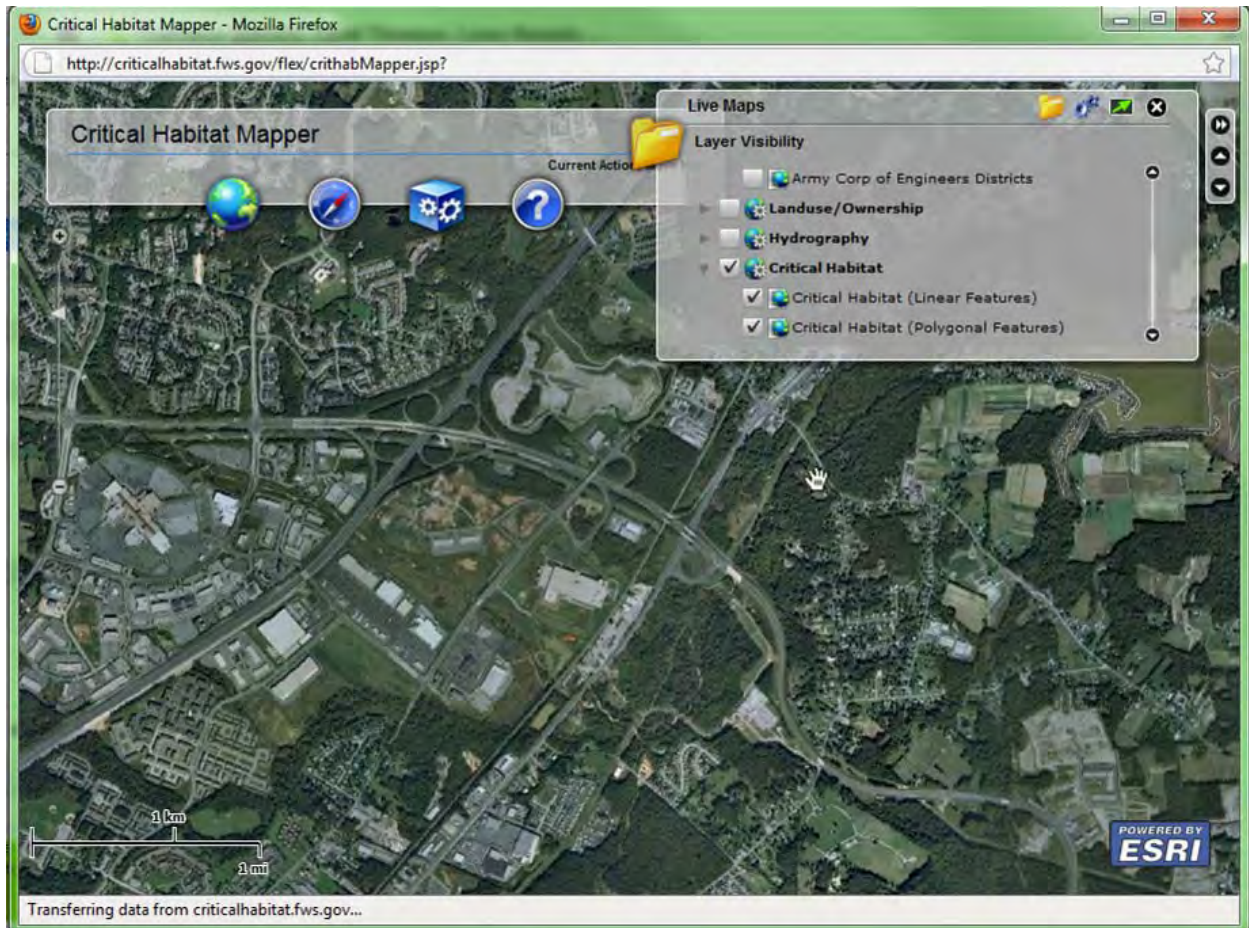 Critical Habitat Mapper - Mozilla Firefox
http://criticalhabitat.fws.gov/flex/crithabMapper.jsp?
Critical Habitat Mapper
Current Action
Live Maps
Layer Visibility
Army Corp of Engineers Districts
Landuse/Ownership
Hydrography
Critical Habitat
Critical Habitat (Linear Features)
Critical Habitat (Polygonal Features)
1 km
1 mi
POWERED BY
ESRI
Transferring data from criticalhabitat.fws.gov...